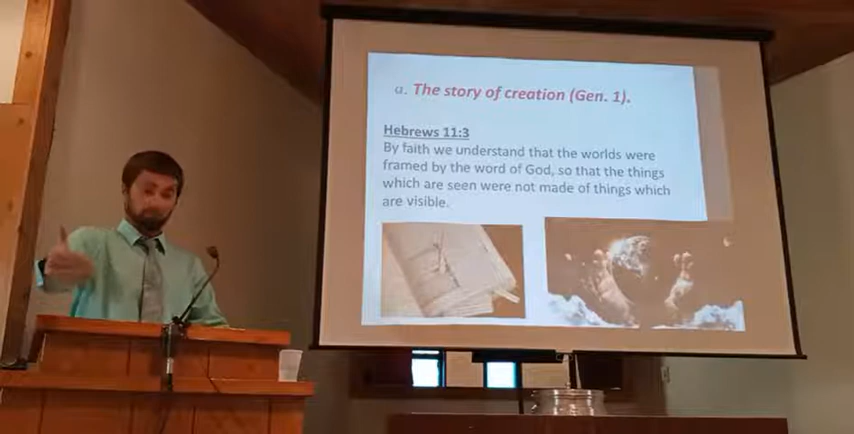 a. The story of creation (Gen. 1).
Hebrews 11:3
By faith we understand that the worlds were
framed by the word of God, so that the things
which are seen were not made of things which
are visible.